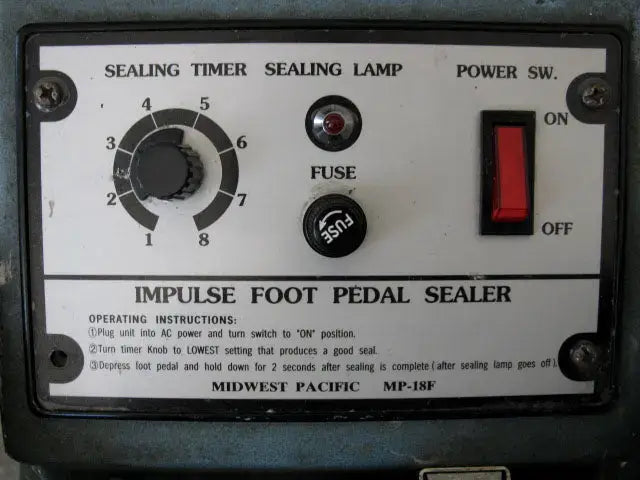 SEALING TIMER SEALING LAMP POWER SW.
4 5
3 6
2 7
1 8
ON
FUSE
FUSE
OFF
IMPULSE FOOT PEDAL SEALER
OPERATING INSTRUCTIONS:
①Plug unit into AC power and turn switch to "ON" position.
②Turn timer Knob to LOWEST setting that produces a good seal.
③Depress foot pedal and hold down for 2 seconds after sealing is complete (after sealing lamp goes off).
MIDWEST PACIFIC MP-18F